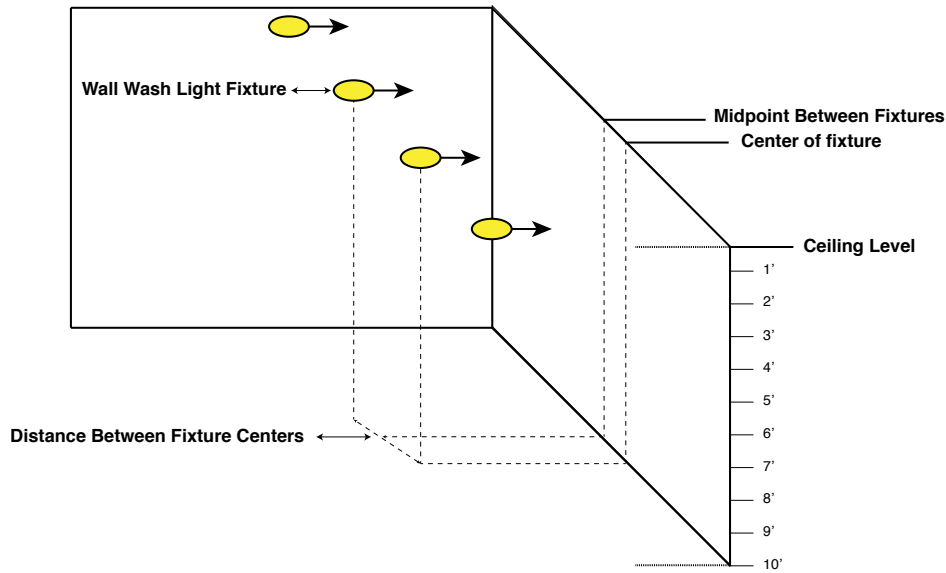 Wall Wash Light Fixture
Midpoint Between Fixtures
Center of fixture
Ceiling Level
1’
2’
3’
4’
5’
Distance Between Fixture Centers
6’
7’
8’
9’
10’